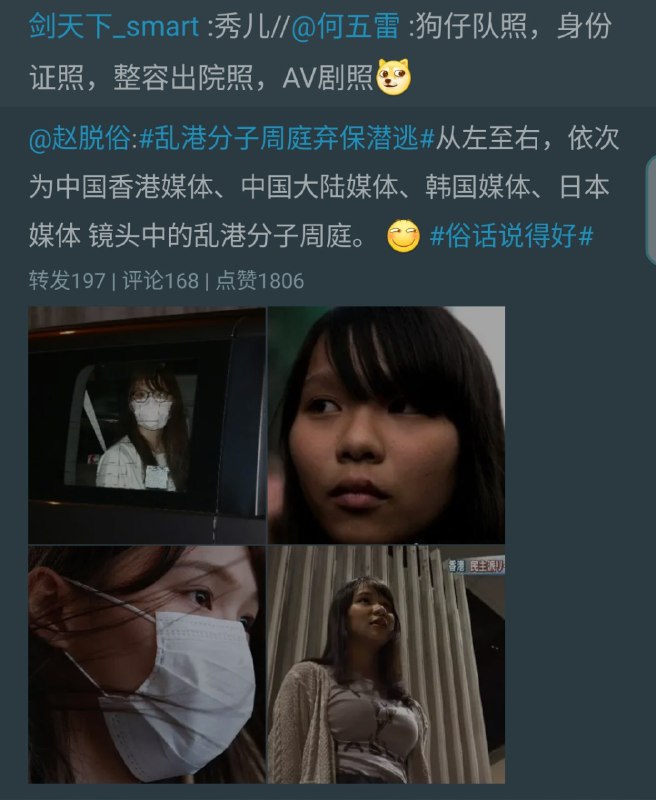 剑天下_smart :秀儿//@何五雷 :狗仔队照，身份
证照，整容出院照，AV剧照
@赵脱俗:#乱港分子周庭弃保潜逃#从左至右，依次
为中国香港媒体、中国大陆媒体、韩国媒体、日本
媒体 镜头中的乱港分子周庭。 #俗话说得好#
转发197 | 评论168 | 点赞1806
香港 民主派リ